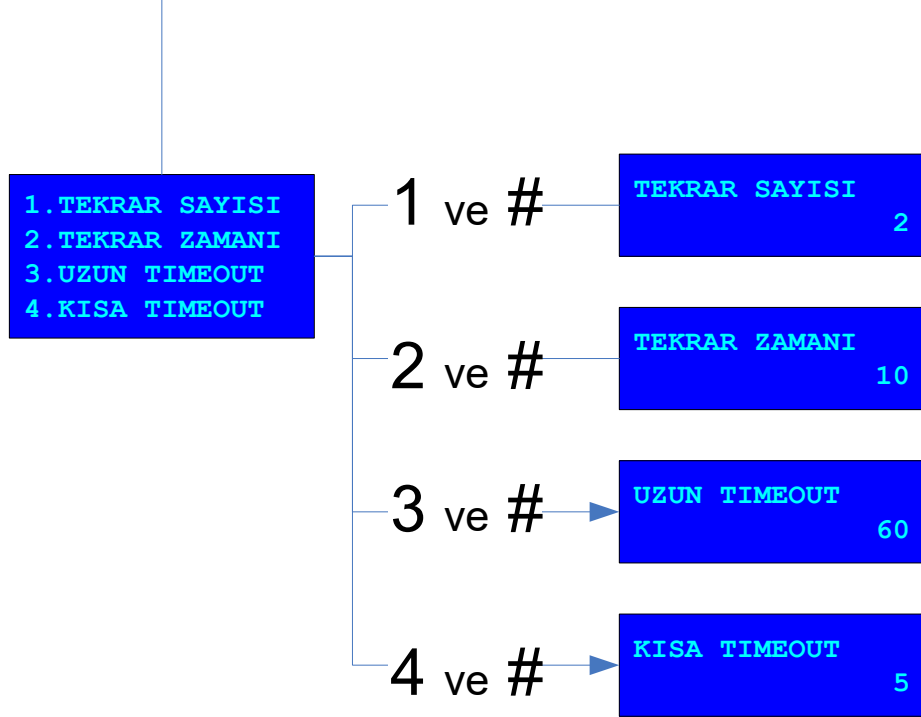 1.TEKRAR SAYISI
2.TEKRAR ZAMANI
3.UZUN TIMEOUT
4.KISA TIMEOUT
1 ve #
TEKRAR SAYISI
2
2 ve #
TEKRAR ZAMANI
10
3 ve #
UZUN TIMEOUT
60
4 ve #
KISA TIMEOUT
5